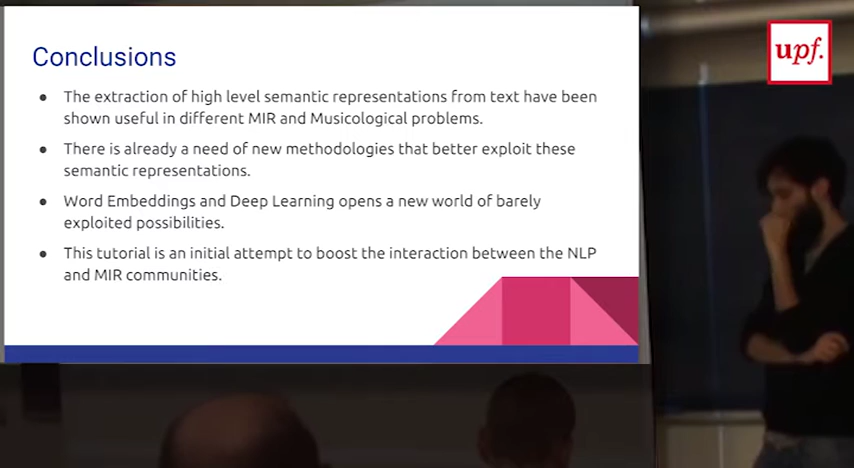 Conclusions
upf.
● The extraction of high level semantic representations from text have been
shown useful in different MIR and Musicological problems.
● There is already a need of new methodologies that better exploit these
semantic representations.
● Word Embeddings and Deep Learning opens a new world of barely
exploited possibilities.
● This tutorial is an initial attempt to boost the interaction between the NLP
and MIR communities.